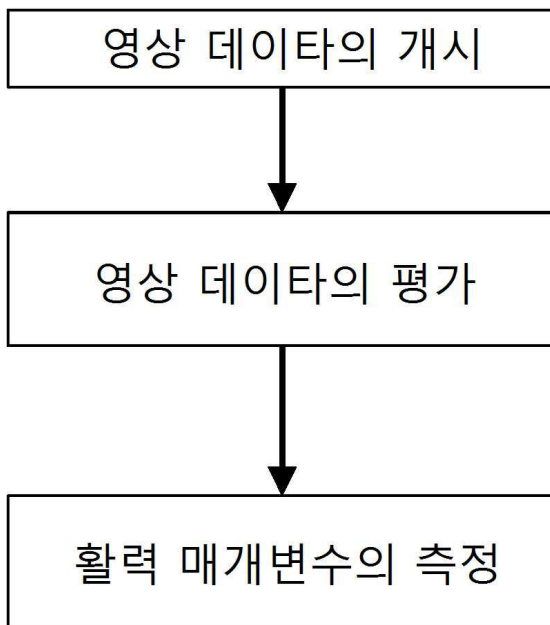 영상 데이타의 개시
영상 데이타의 평가
활력 매개변수의 측정